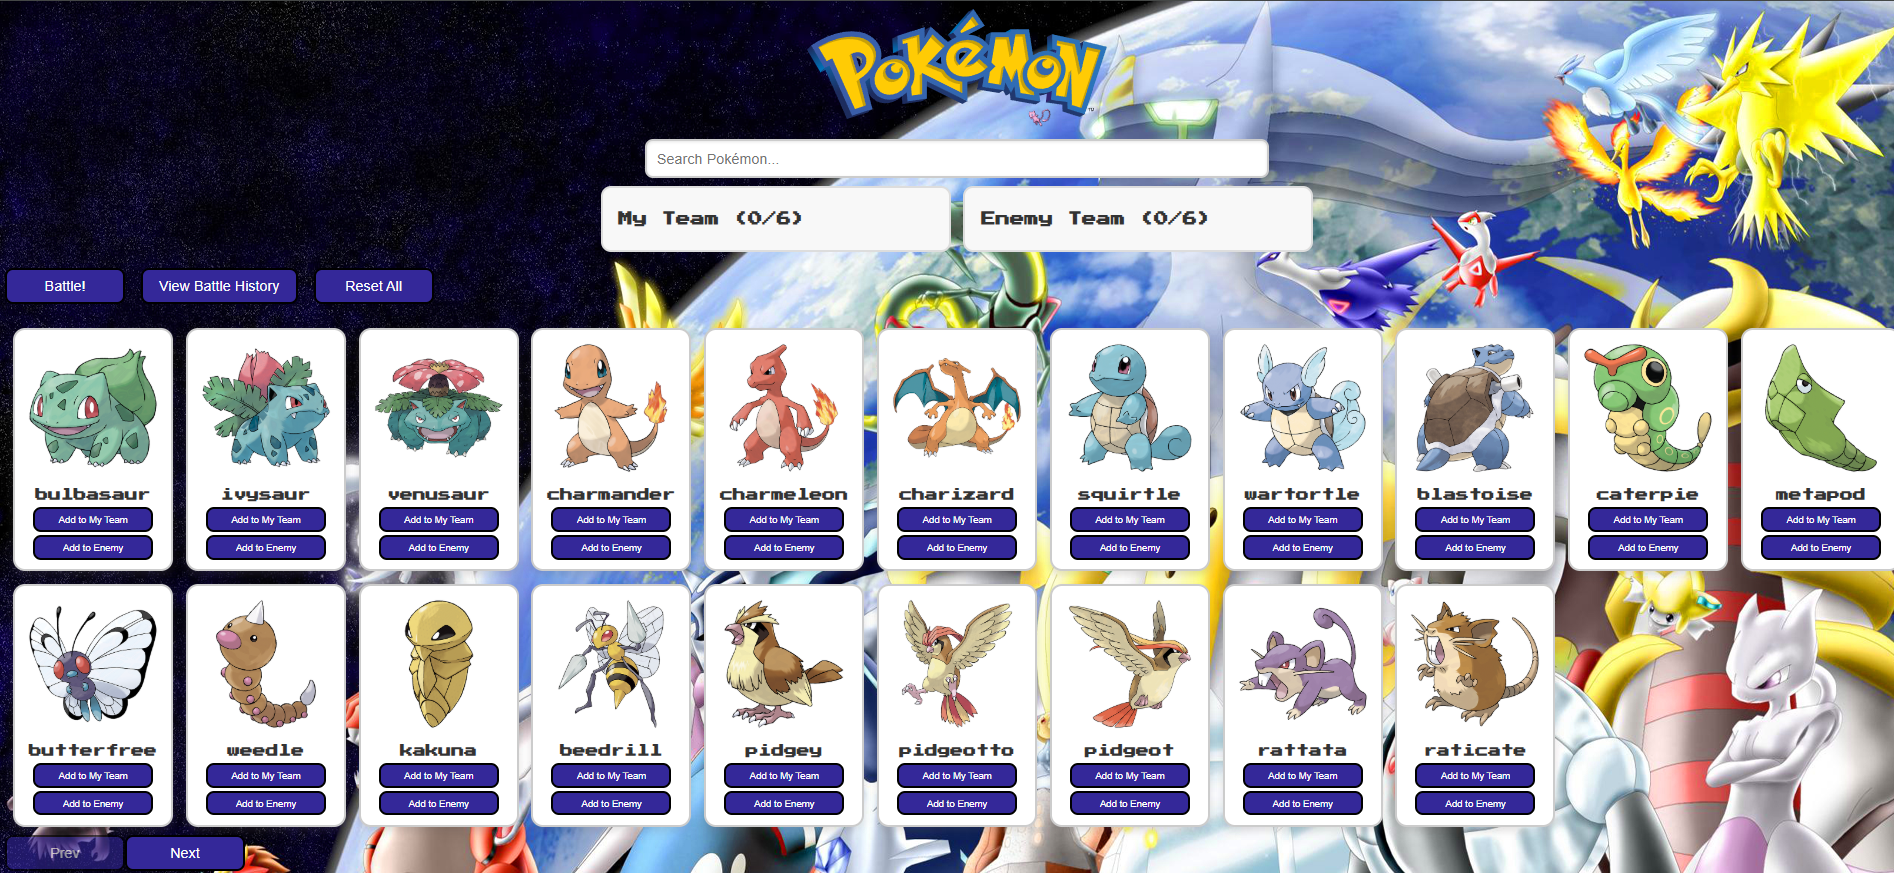 POKéMON
TM
Search Pokémon...
My Team (0/6)
Enemy Team (0/6)
Battle!
View Battle History
Reset All
bulbasaur
Add to My Team
Add to Enemy
ivysaur
Add to My Team
Add to Enemy
venusaur
Add to My Team
Add to Enemy
charmander
Add to My Team
Add to Enemy
charmeleon
Add to My Team
Add to Enemy
charizard
Add to My Team
Add to Enemy
squirtle
Add to My Team
Add to Enemy
wartortle
Add to My Team
Add to Enemy
blastoise
Add to My Team
Add to Enemy
caterpie
Add to My Team
Add to Enemy
metapod
Add to My Team
Add to Enemy
butterfree
Add to My Team
Add to Enemy
weedle
Add to My Team
Add to Enemy
kakuna
Add to My Team
Add to Enemy
beedrill
Add to My Team
Add to Enemy
pidgey
Add to My Team
Add to Enemy
pidgeotto
Add to My Team
Add to Enemy
pidgeot
Add to My Team
Add to Enemy
rattata
Add to My Team
Add to Enemy
raticate
Add to My Team
Add to Enemy
Prev
Next